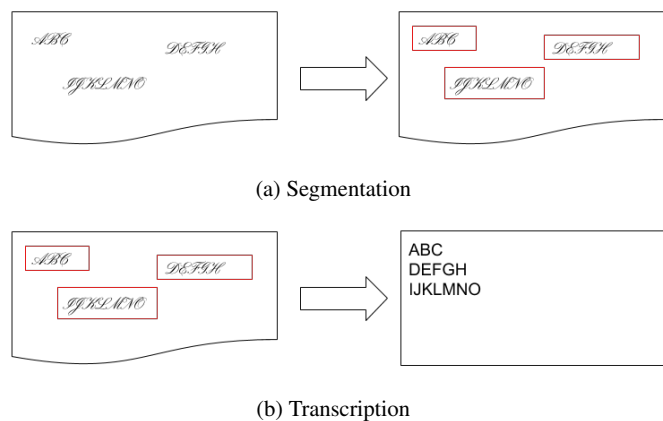 ABC
DEFGH
IJKLMNO
ABC
DEFGH
IJKLMNO
(a) Segmentation
ABC
DEFGH
IJKLMNO
ABC
DEFGH
IJKLMNO
(b) Transcription